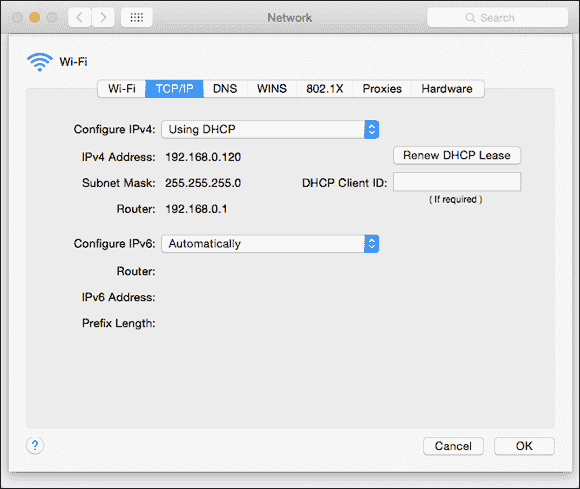 Network
Search
Wi-Fi
Wi-Fi TCP/IP DNS WINS 802.1X Proxies Hardware
Configure IPv4: Using DHCP
IPv4 Address: 192.168.0.120 Renew DHCP Lease
Subnet Mask: 255.255.255.0 DHCP Client ID:
( If required )
Router: 192.168.0.1
Configure IPv6: Automatically
Router:
IPv6 Address:
Prefix Length:
? Cancel OK